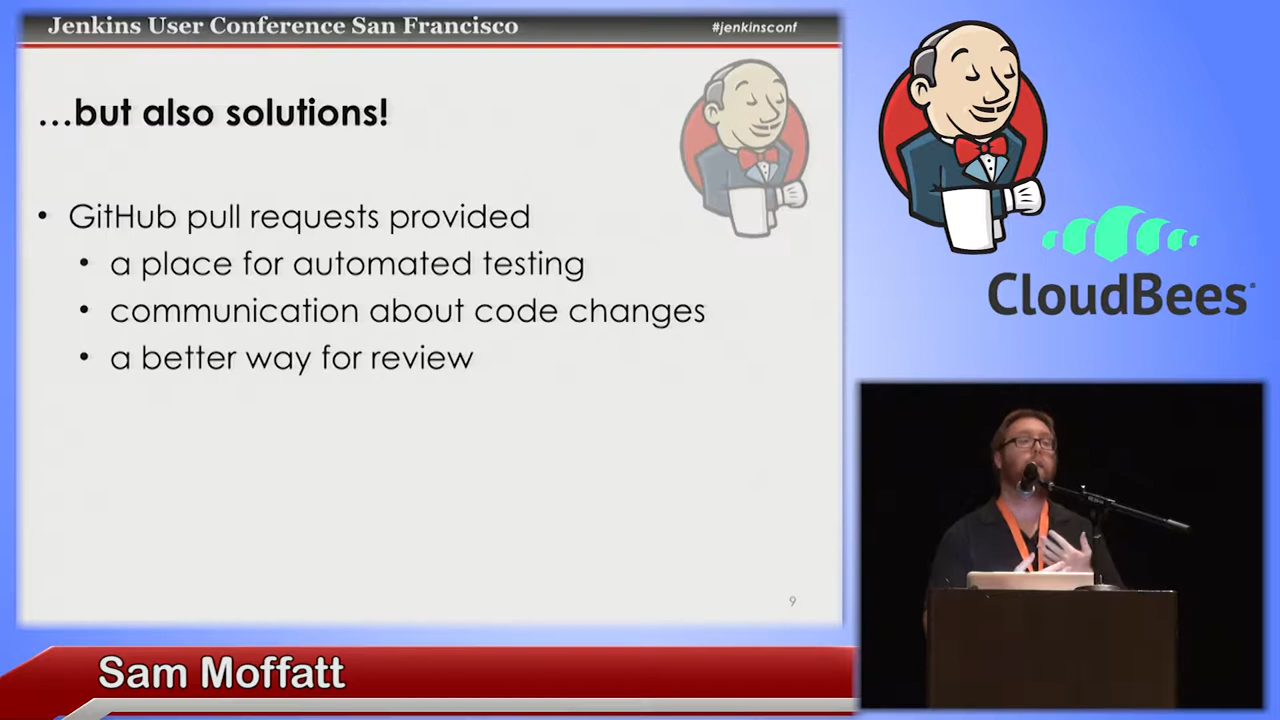 Jenkins User Conference San Francisco
#jenkinsconf
…but also solutions!
• GitHub pull requests provided
• a place for automated testing
• communication about code changes
• a better way for review
9
CloudBees
Sam Moffatt